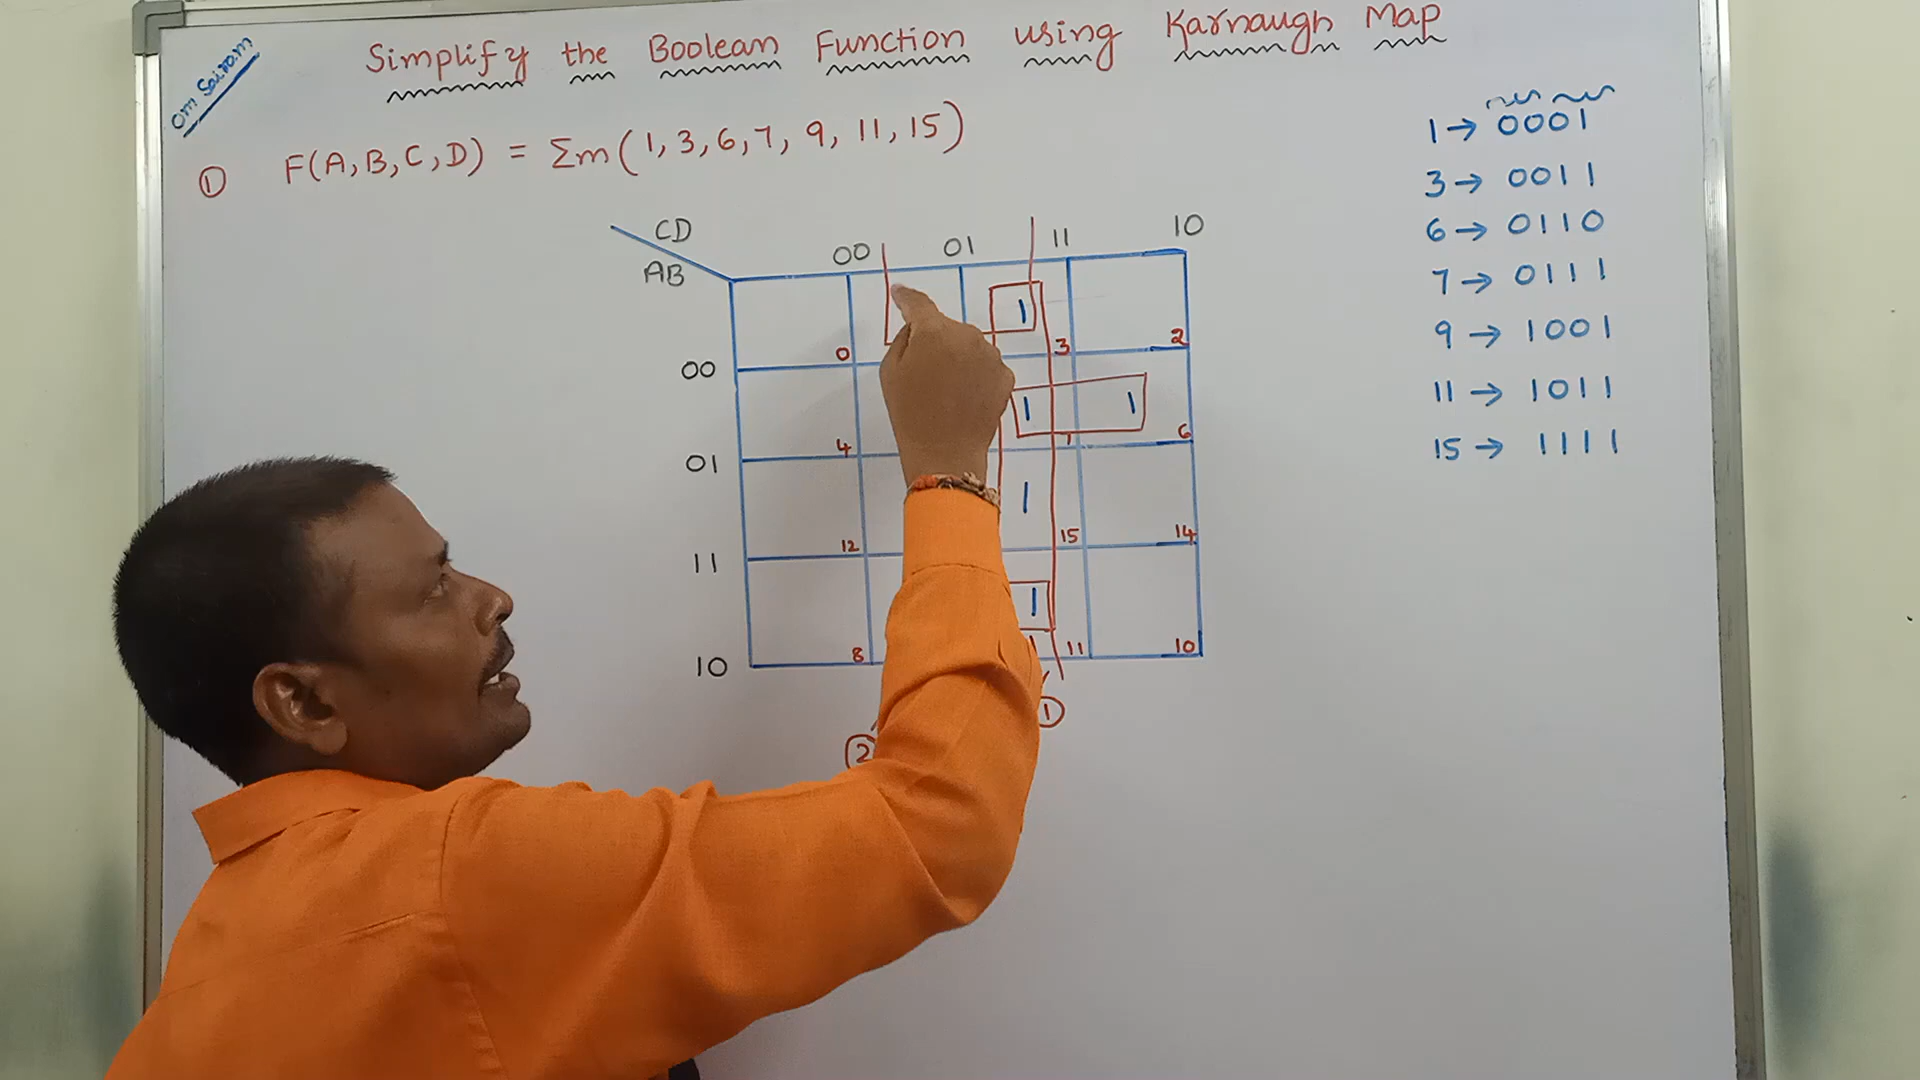 Om Sairam
Simplify the Boolean Function using Karnaugh Map
① F(A,B,C,D) = Σm(1,3,6,7,9,11,15)
1→ 0001
3→ 0011
6→ 0110
7→ 0111
9→ 1001
11→ 1011
15→ 1111
CD
AB
00 01 11 10
1
0 3 2
00
1 1
4 7 6
01
1
12 15 14
11
1
8 11 10
10
①
②